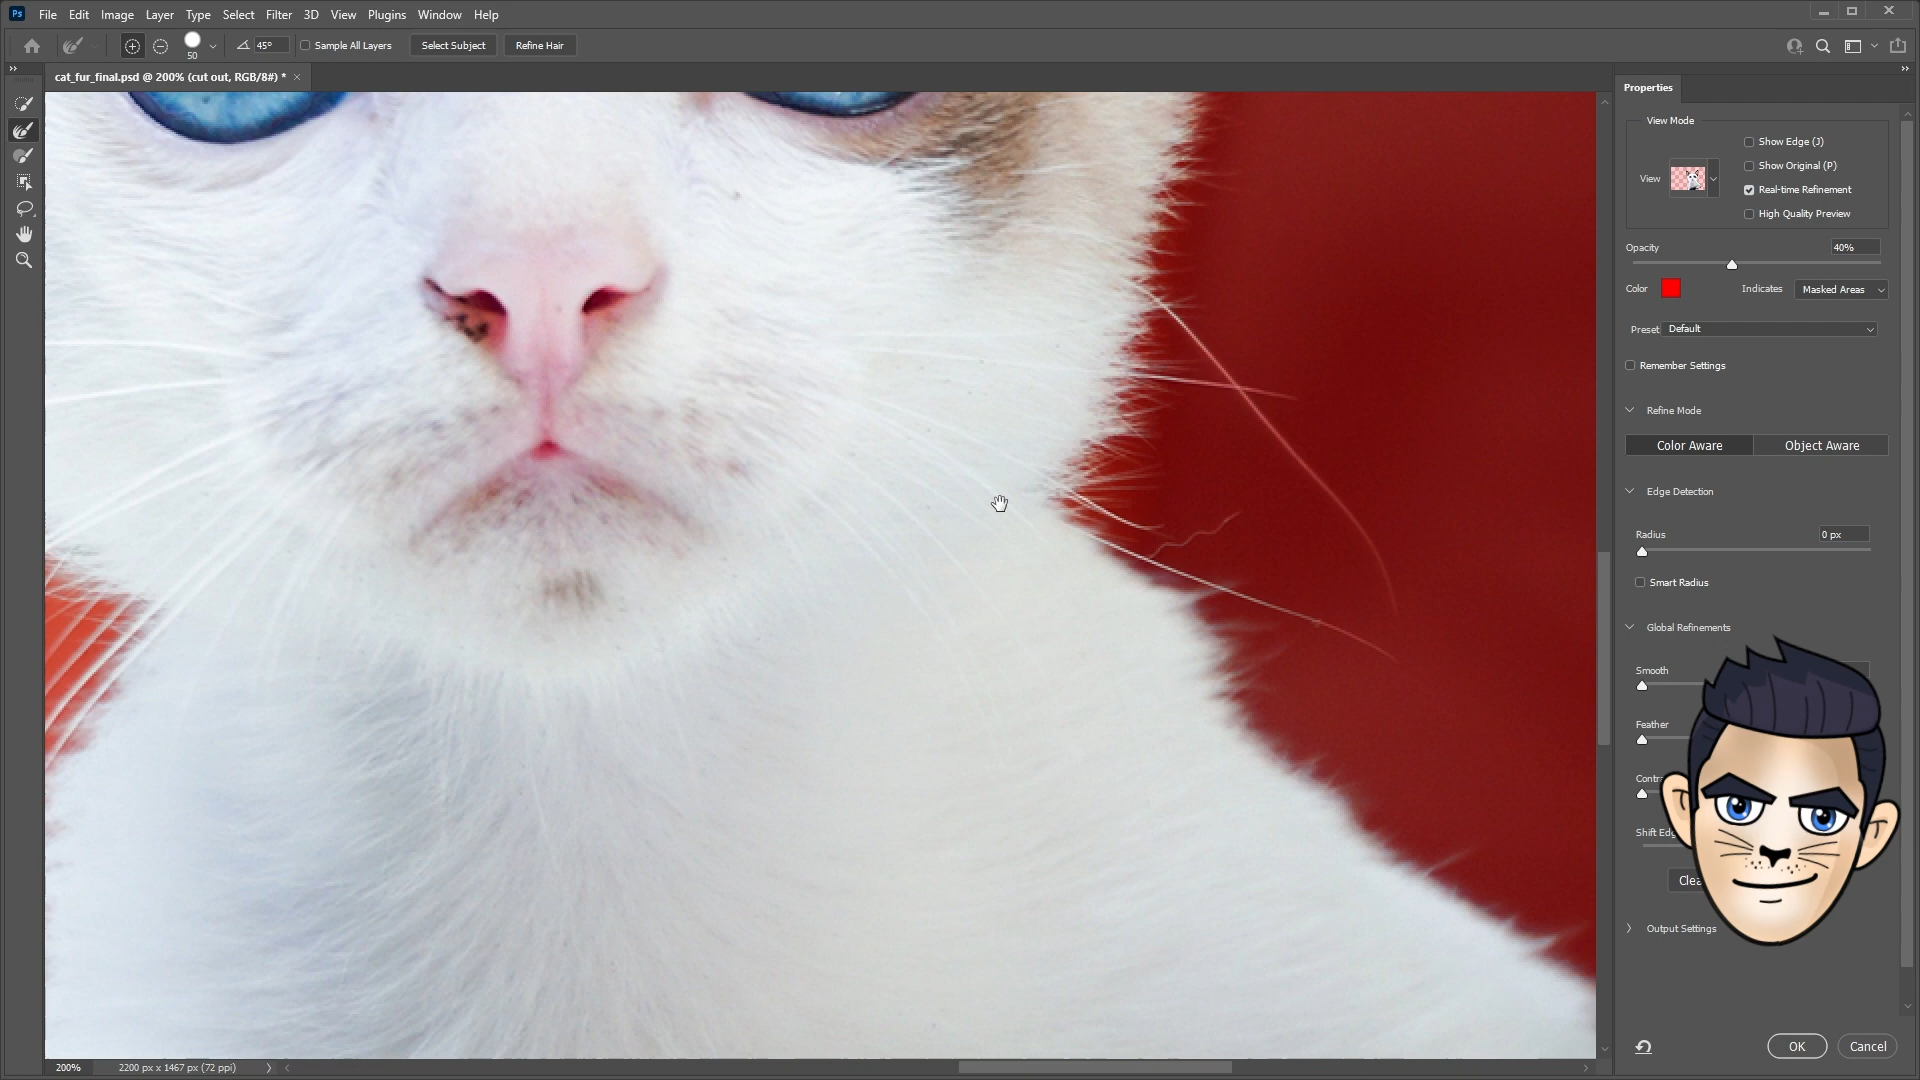 Ps File Edit Image Layer Type Select Filter 3D View Plugins Window Help
50 45° Sample All Layers Select Subject Refine Hair
cat_fur_final.psd @ 200% (cut out, RGB/8#) *
Properties
View Mode
Show Edge (J)
Show Original (P)
View
Real-time Refinement
High Quality Preview
Opacity 40%
Color Indicates Masked Areas
Preset Default
Remember Settings
Refine Mode
Color Aware Object Aware
Edge Detection
Radius 0 px
Smart Radius
Global Refinements
Smooth
Feather
Contra
Shift Edg
Clea
Output Settings
OK Cancel
200% 2200 px x 1467 px (72 ppi)